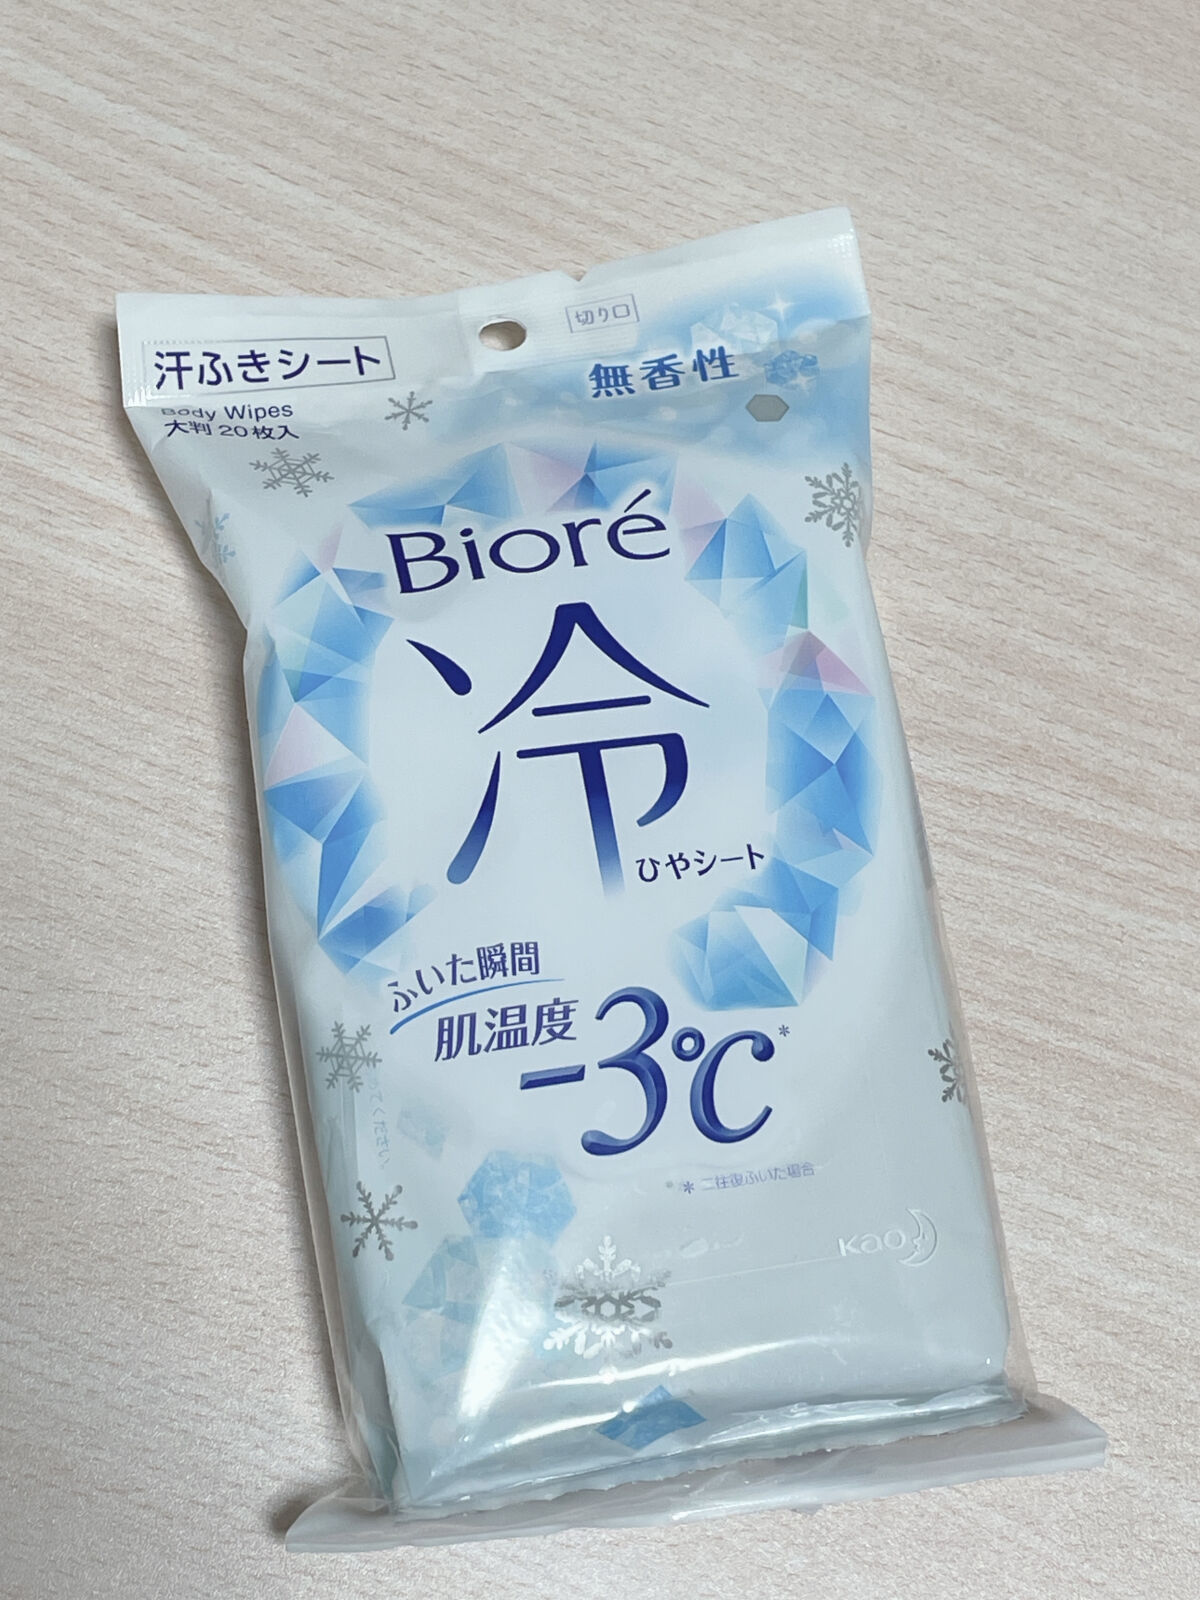 切り口
汗ふきシート
無香性
Body Wipes
大判 20枚入
Bioré
冷
ひやシート
ふいた瞬間
肌温度
-3℃*
* 二往復ふいた場合
Kao